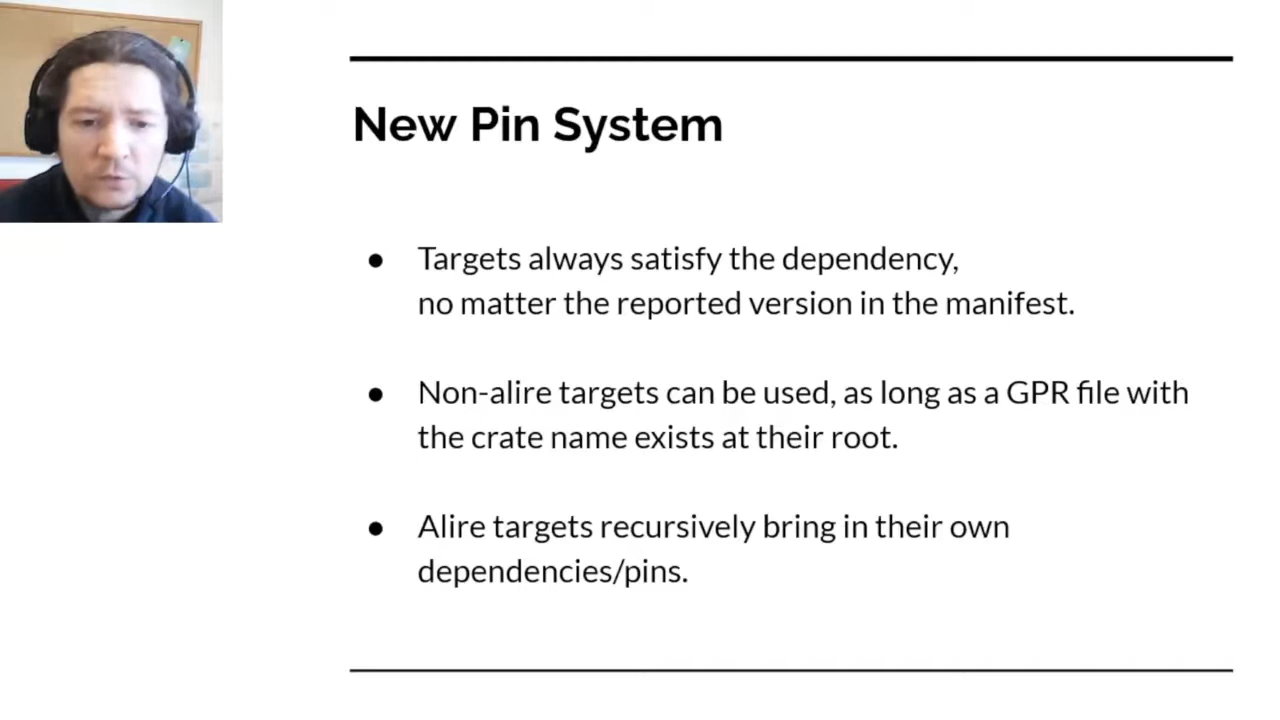 New Pin System
● Targets always satisfy the dependency,
no matter the reported version in the manifest.
● Non-alire targets can be used, as long as a GPR file with
the crate name exists at their root.
● Alire targets recursively bring in their own
dependencies/pins.